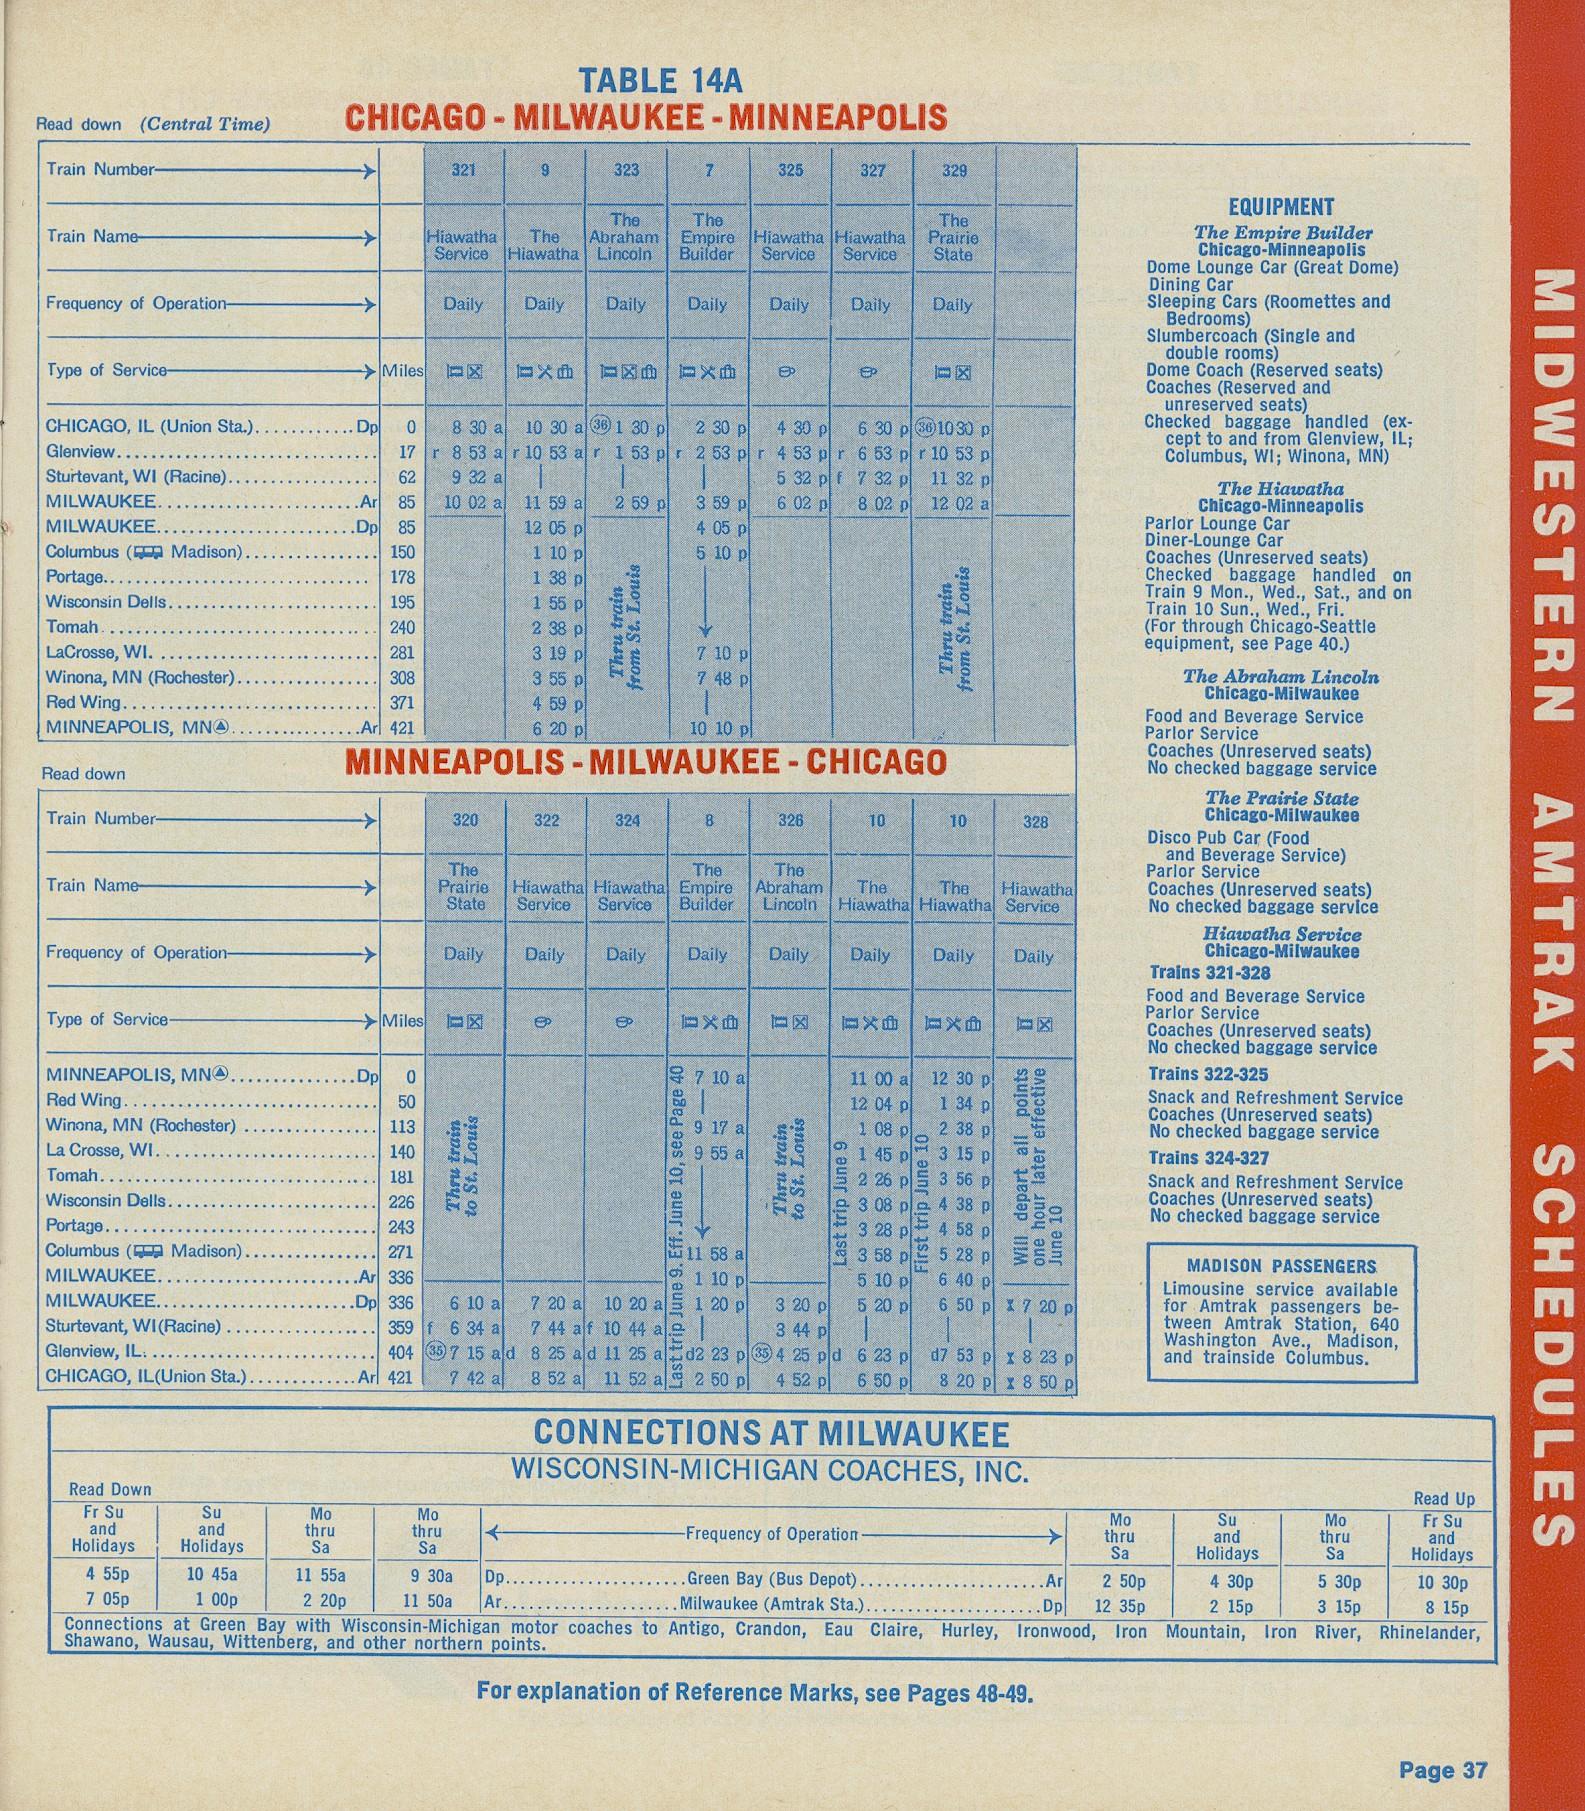 TABLE 14A
Read down (Central Time) CHICAGO - MILWAUKEE - MINNEAPOLIS
Train Number 321 9 323 7 325 327 329
Train Name Hiawatha Service The Hiawatha The Abraham Lincoln The Empire Builder Hiawatha Service Hiawatha Service The Prairie State
Frequency of Operation Daily Daily Daily Daily Daily Daily Daily
Type of Service Miles
CHICAGO, IL (Union Sta.)............Dp 0 8 30 a 10 30 a 36 1 30 p 2 30 p 4 30 p 6 30 p 36 10 30 p
Glenview 17 r 8 53 a r 10 53 a r 1 53 p r 2 53 p r 4 53 p r 6 53 p r 10 53 p
Sturtevant, WI (Racine) 62 9 32 a 5 32 p f 7 32 p 11 32 p
MILWAUKEE Ar 85 10 02 a 11 59 a 2 59 p 3 59 p 6 02 p 8 02 p 12 02 a
MILWAUKEE Dp 85 12 05 p 4 05 p
Columbus (Madison) 150 1 10 p 5 10 p
Portage 178 1 38 p
Wisconsin Dells 195 1 55 p
Tomah 240 2 38 p
LaCrosse, WI. 281 3 19 p 7 10 p
Winona, MN (Rochester) 308 3 55 p 7 48 p
Red Wing 371 4 59 p
MINNEAPOLIS, MN Ar 421 6 20 p 10 10 p
Thru train from St. Louis
Thru train from St. Louis
Read down MINNEAPOLIS - MILWAUKEE - CHICAGO
Train Number 320 322 324 8 326 10 10 328
Train Name The Prairie State Hiawatha Service Hiawatha Service The Empire Builder The Abraham Lincoln The Hiawatha The Hiawatha Hiawatha Service
Frequency of Operation Daily Daily Daily Daily Daily Daily Daily Daily
Type of Service Miles
MINNEAPOLIS, MN Dp 0 7 10 a 11 00 a 12 30 p
Red Wing 50 12 04 p 1 34 p
Winona, MN (Rochester) 113 9 17 a 1 08 p 2 38 p
La Crosse, WI. 140 9 55 a 1 45 p 3 15 p
Tomah 181 2 26 p 3 56 p
Wisconsin Dells 226 3 08 p 4 38 p
Portage 243 3 28 p 4 58 p
Columbus (Madison) 271 11 58 a 3 58 p 5 28 p
MILWAUKEE Ar 336 1 10 p 5 10 p 6 40 p
MILWAUKEE Dp 336 6 10 a 7 20 a 10 20 a 1 20 p 3 20 p 5 20 p 6 50 p x 7 20 p
Sturtevant, WI(Racine) 359 f 6 34 a 7 44 a f 10 44 a 3 44 p
Glenview, IL. 404 35 7 15 a d 8 25 a d 11 25 a d2 23 p 35 4 25 p d 6 23 p d7 53 p x 8 23 p
CHICAGO, IL(Union Sta.) Ar 421 7 42 a 8 52 a 11 52 a 2 50 p 4 52 p 6 50 p 8 20 p x 8 50 p
Thru train to St. Louis
Last trip June 9. Eff. June 10, see Page 40
Thru train to St. Louis
Last trip June 9
First trip June 10
Will depart all points one hour later effective June 10
EQUIPMENT
The Empire Builder
Chicago-Minneapolis
Dome Lounge Car (Great Dome)
Dining Car
Sleeping Cars (Roomettes and
Bedrooms)
Slumbercoach (Single and
double rooms)
Dome Coach (Reserved seats)
Coaches (Reserved and
unreserved seats)
Checked baggage handled (ex-
cept to and from Glenview, IL;
Columbus, WI; Winona, MN)
The Hiawatha
Chicago-Minneapolis
Parlor Lounge Car
Diner-Lounge Car
Coaches (Unreserved seats)
Checked baggage handled on
Train 9 Mon., Wed., Sat., and on
Train 10 Sun., Wed., Fri.
(For through Chicago-Seattle
equipment, see Page 40.)
The Abraham Lincoln
Chicago-Milwaukee
Food and Beverage Service
Parlor Service
Coaches (Unreserved seats)
No checked baggage service
The Prairie State
Chicago-Milwaukee
Disco Pub Car (Food
and Beverage Service)
Parlor Service
Coaches (Unreserved seats)
No checked baggage service
Hiawatha Service
Chicago-Milwaukee
Trains 321-328
Food and Beverage Service
Parlor Service
Coaches (Unreserved seats)
No checked baggage service
Trains 322-325
Snack and Refreshment Service
Coaches (Unreserved seats)
No checked baggage service
Trains 324-327
Snack and Refreshment Service
Coaches (Unreserved seats)
No checked baggage service
MADISON PASSENGERS
Limousine service available
for Amtrak passengers be-
tween Amtrak Station, 640
Washington Ave., Madison,
and trainside Columbus.
CONNECTIONS AT MILWAUKEE
WISCONSIN-MICHIGAN COACHES, INC.
Read Down Read Up
Fr Su and Holidays Su and Holidays Mo thru Sa Mo thru Sa Frequency of Operation Mo thru Sa Su and Holidays Mo thru Sa Fr Su and Holidays
4 55p 10 45a 11 55a 9 30a Dp Green Bay (Bus Depot) Ar 2 50p 4 30p 5 30p 10 30p
7 05p 1 00p 2 20p 11 50a Ar Milwaukee (Amtrak Sta.) Dp 12 35p 2 15p 3 15p 8 15p
Connections at Green Bay with Wisconsin-Michigan motor coaches to Antigo, Crandon, Eau Claire, Hurley, Ironwood, Iron Mountain, Iron River, Rhinelander,
Shawano, Wausau, Wittenberg, and other northern points.
For explanation of Reference Marks, see Pages 48-49.
Page 37
MIDWESTERN AMTRAK SCHEDULES